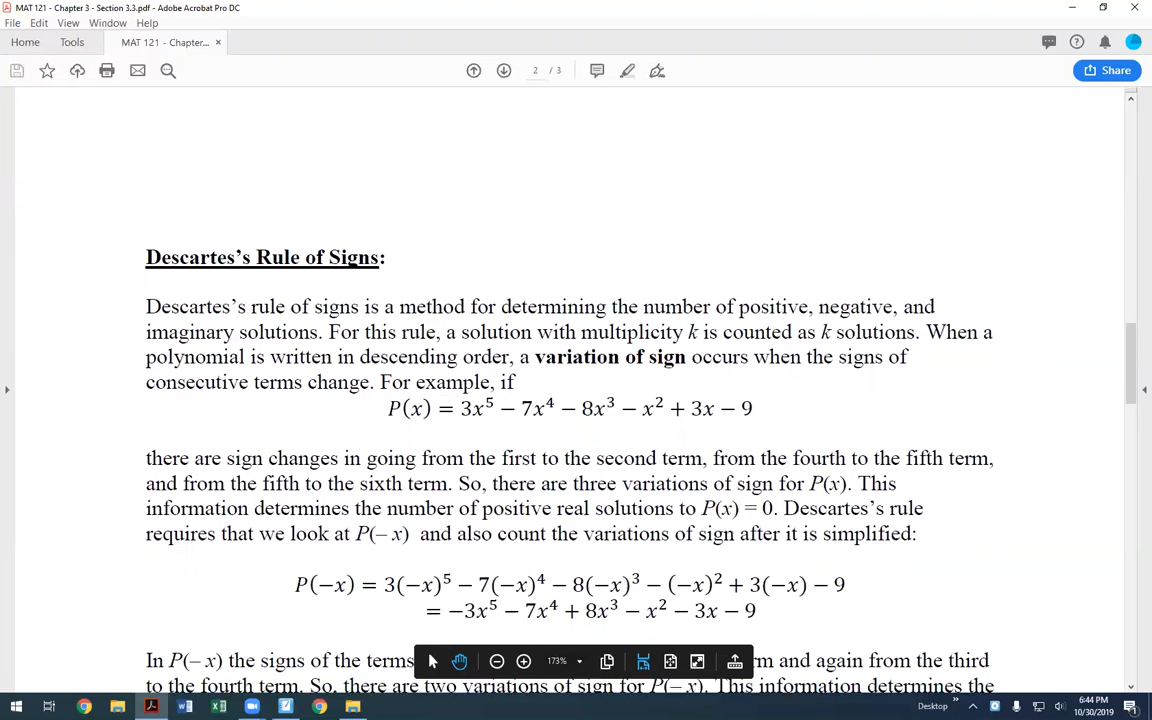 MAT 121 - Chapter 3 - Section 3.3.pdf - Adobe Acrobat Pro DC
File Edit View Window Help
Home Tools MAT 121 - Chapter... ×
2 / 3
Share
Descartes’s Rule of Signs:
Descartes’s rule of signs is a method for determining the number of positive, negative, and
imaginary solutions. For this rule, a solution with multiplicity k is counted as k solutions. When a
polynomial is written in descending order, a variation of sign occurs when the signs of
consecutive terms change. For example, if
P(x) = 3x⁵ − 7x⁴ − 8x³ − x² + 3x − 9
there are sign changes in going from the first to the second term, from the fourth to the fifth term,
and from the fifth to the sixth term. So, there are three variations of sign for P(x). This
information determines the number of positive real solutions to P(x) = 0. Descartes’s rule
requires that we look at P(– x) and also count the variations of sign after it is simplified:
P(−x) = 3(−x)⁵ − 7(−x)⁴ − 8(−x)³ − (−x)² + 3(−x) − 9
= −3x⁵ − 7x⁴ + 8x³ − x² − 3x − 9
In P(– x) the signs of the terms
rm and again from the third
173%
to the fourth term. So, there are two variations of sign for P(– x). This information determines the
Desktop »
6:44 PM
10/30/2019